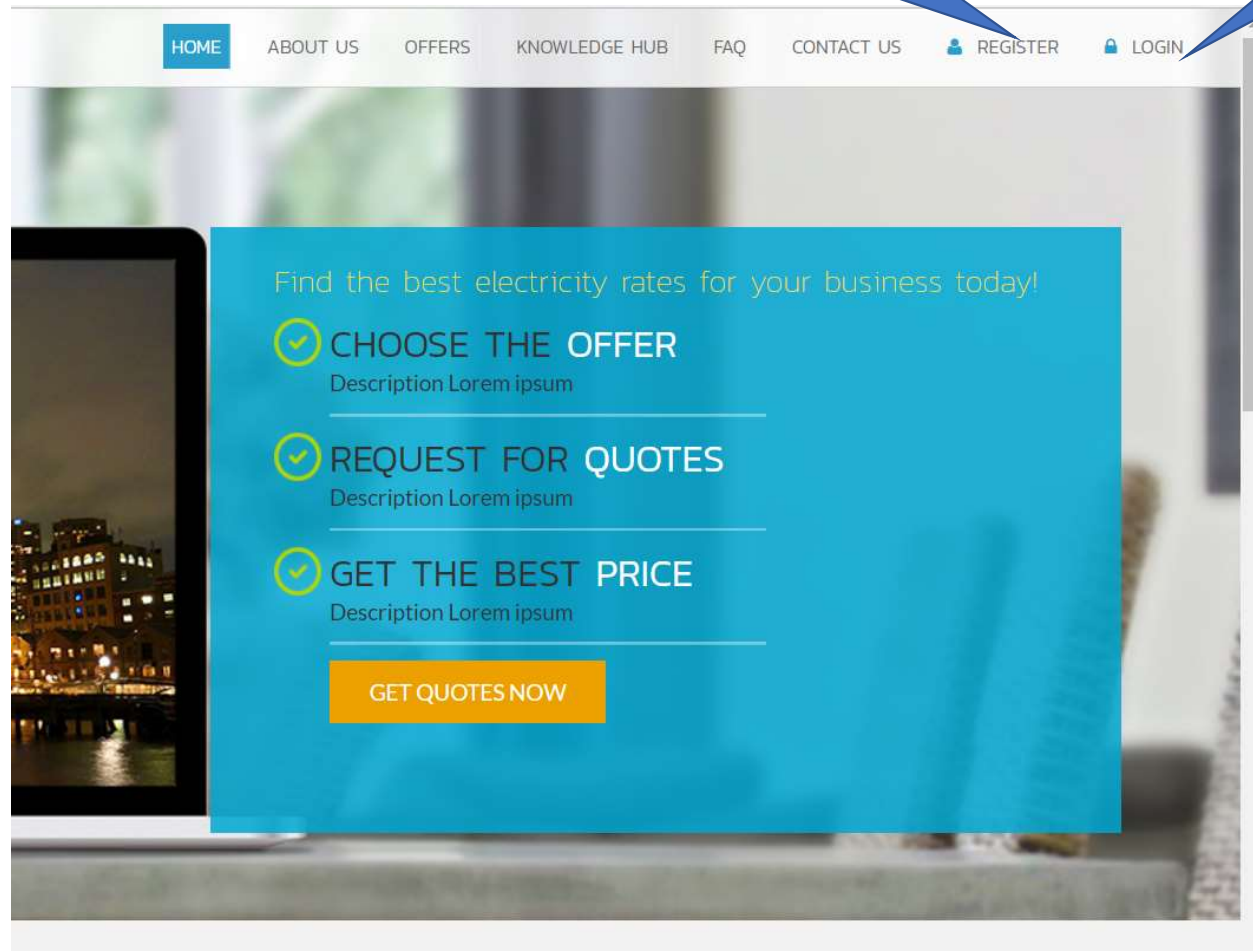 HOME ABOUT US OFFERS KNOWLEDGE HUB FAQ CONTACT US REGISTER LOGIN
Find the best electricity rates for your business today!
CHOOSE THE OFFER
Description Lorem ipsum
REQUEST FOR QUOTES
Description Lorem ipsum
GET THE BEST PRICE
Description Lorem ipsum
GET QUOTES NOW